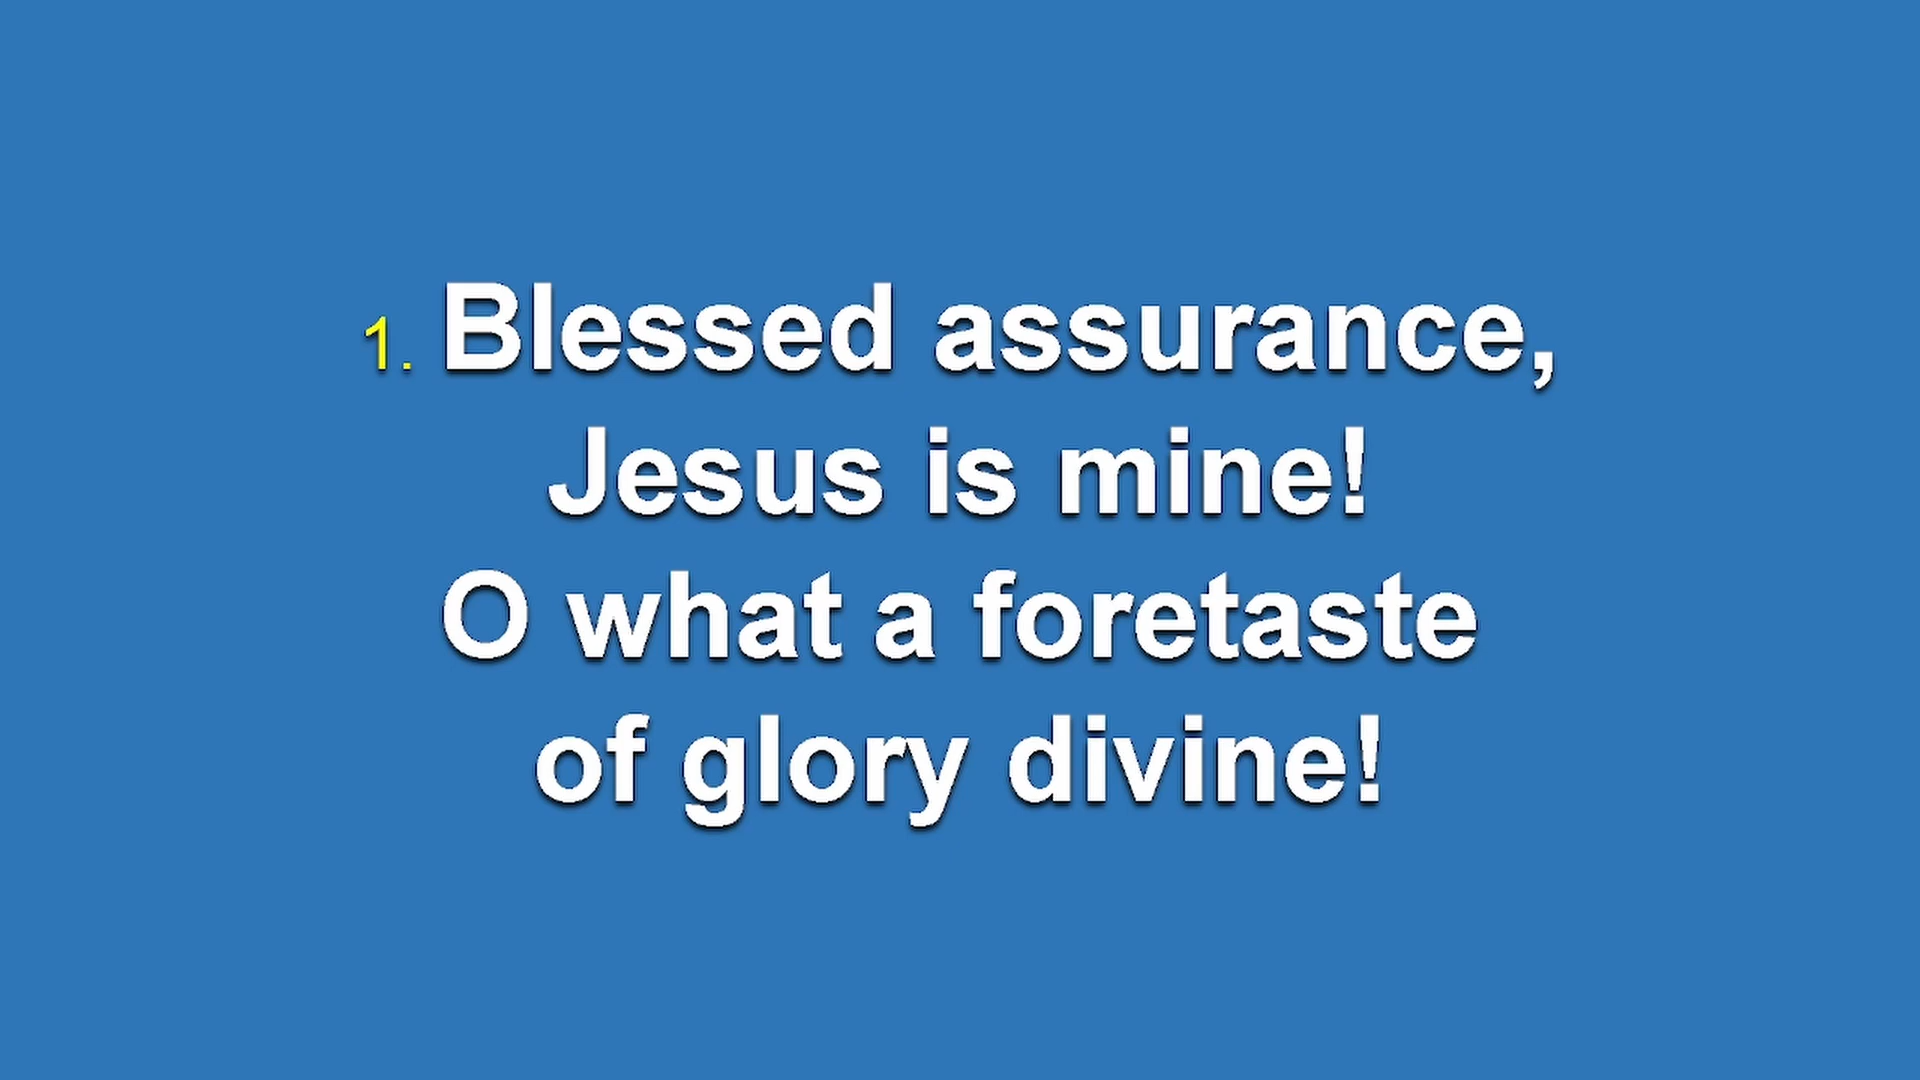 1. Blessed assurance,
Jesus is mine!
O what a foretaste
of glory divine!